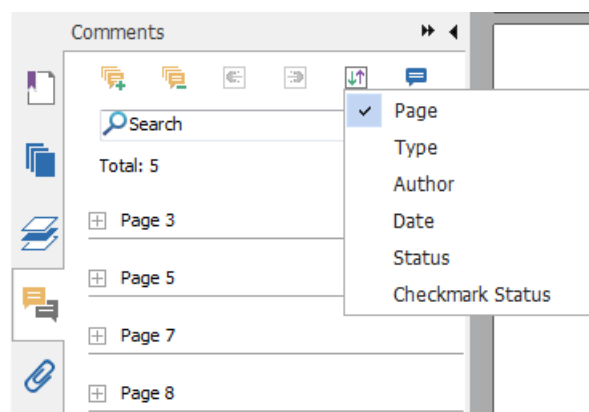 Comments
Search
Total: 5
Page 3
Page 5
Page 7
Page 8
Page
Type
Author
Date
Status
Checkmark Status